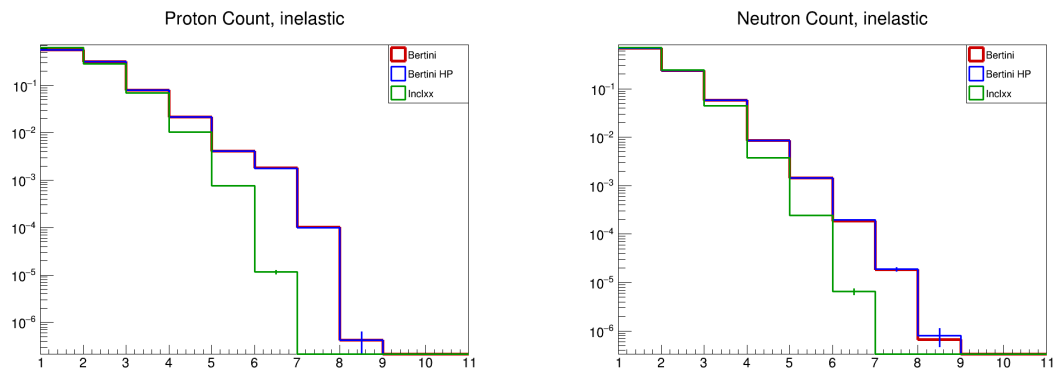 Proton Count, inelastic
Bertini
Bertini HP
Inclxx
10⁻¹
10⁻²
10⁻³
10⁻⁴
10⁻⁵
10⁻⁶
1 2 3 4 5 6 7 8 9 10 11
Neutron Count, inelastic
Bertini
Bertini HP
Inclxx
10⁻¹
10⁻²
10⁻³
10⁻⁴
10⁻⁵
10⁻⁶
1 2 3 4 5 6 7 8 9 10 11